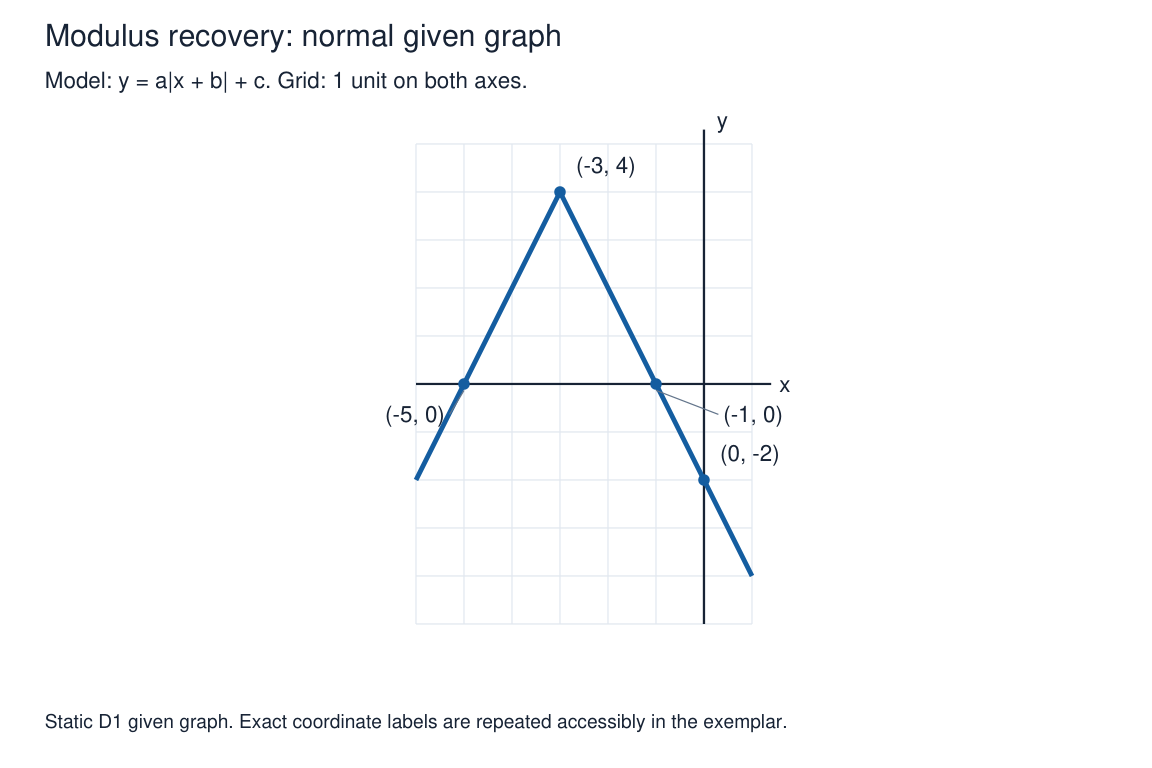 Modulus recovery: normal given graph
Model: y = a|x + b| + c. Grid: 1 unit on both axes.
y
(-3, 4)
x
(-5, 0)
(-1, 0)
(0, -2)
Static D1 given graph. Exact coordinate labels are repeated accessibly in the exemplar.